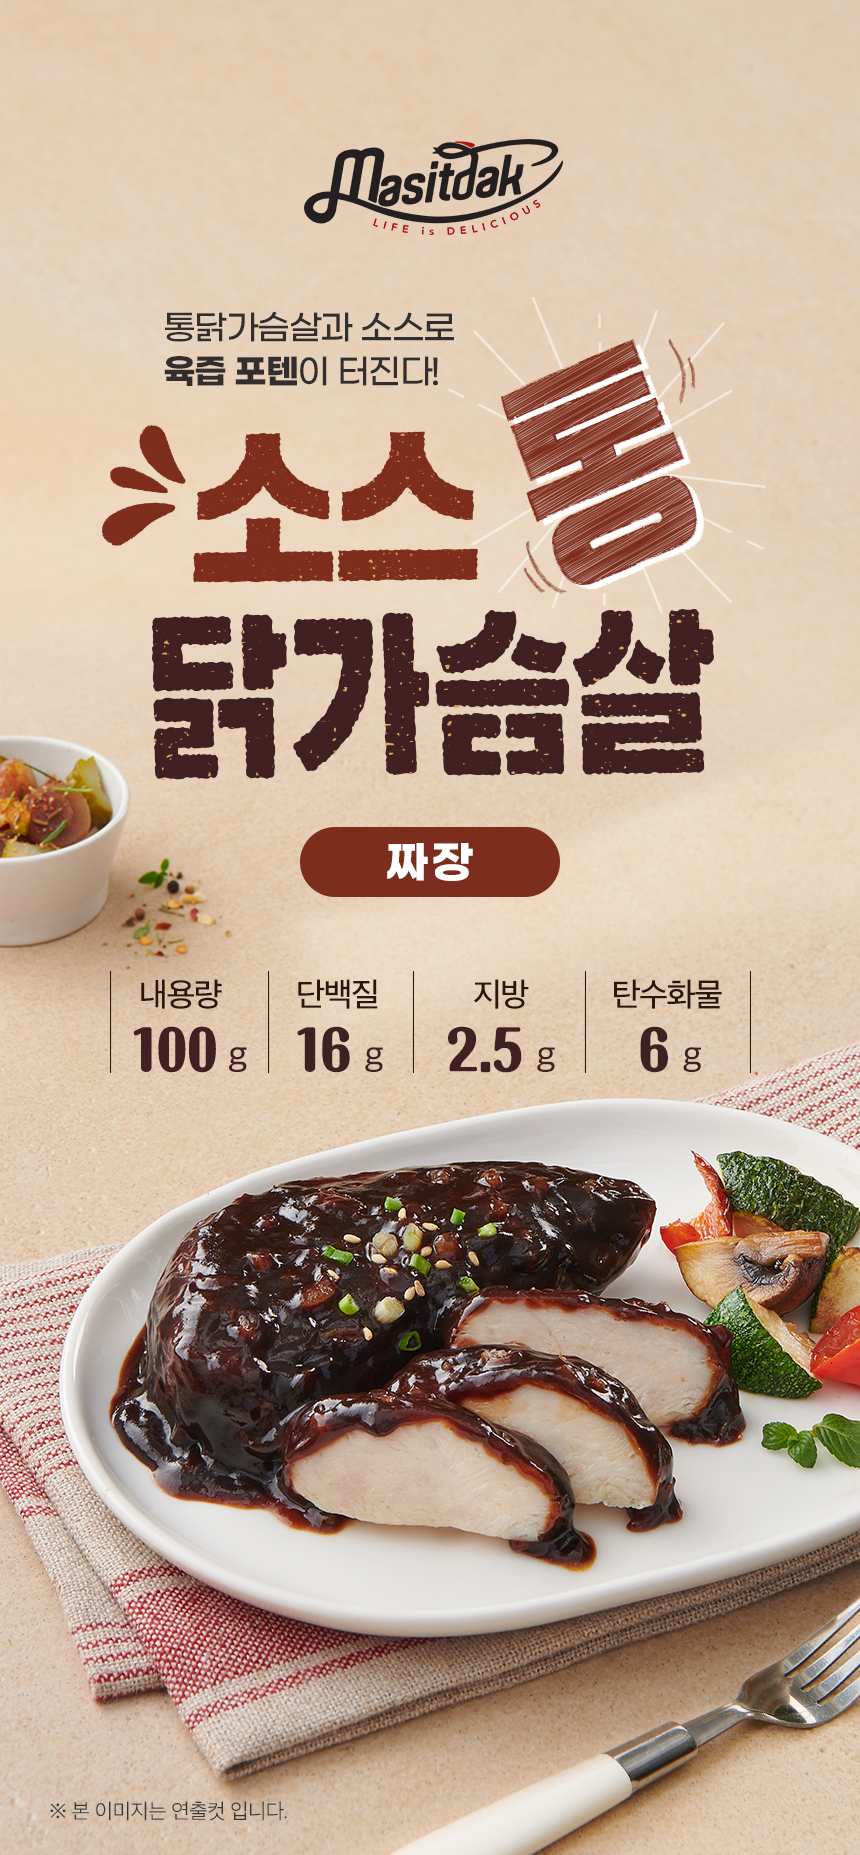 Masitdak
LIFE is DELICIOUS
통닭가슴살과 소스로
육즙 포텐이 터진다!
소스 통
닭가슴살
짜장
내용량 단백질 지방 탄수화물
100 g 16 g 2.5 g 6 g
※ 본 이미지는 연출컷 입니다.